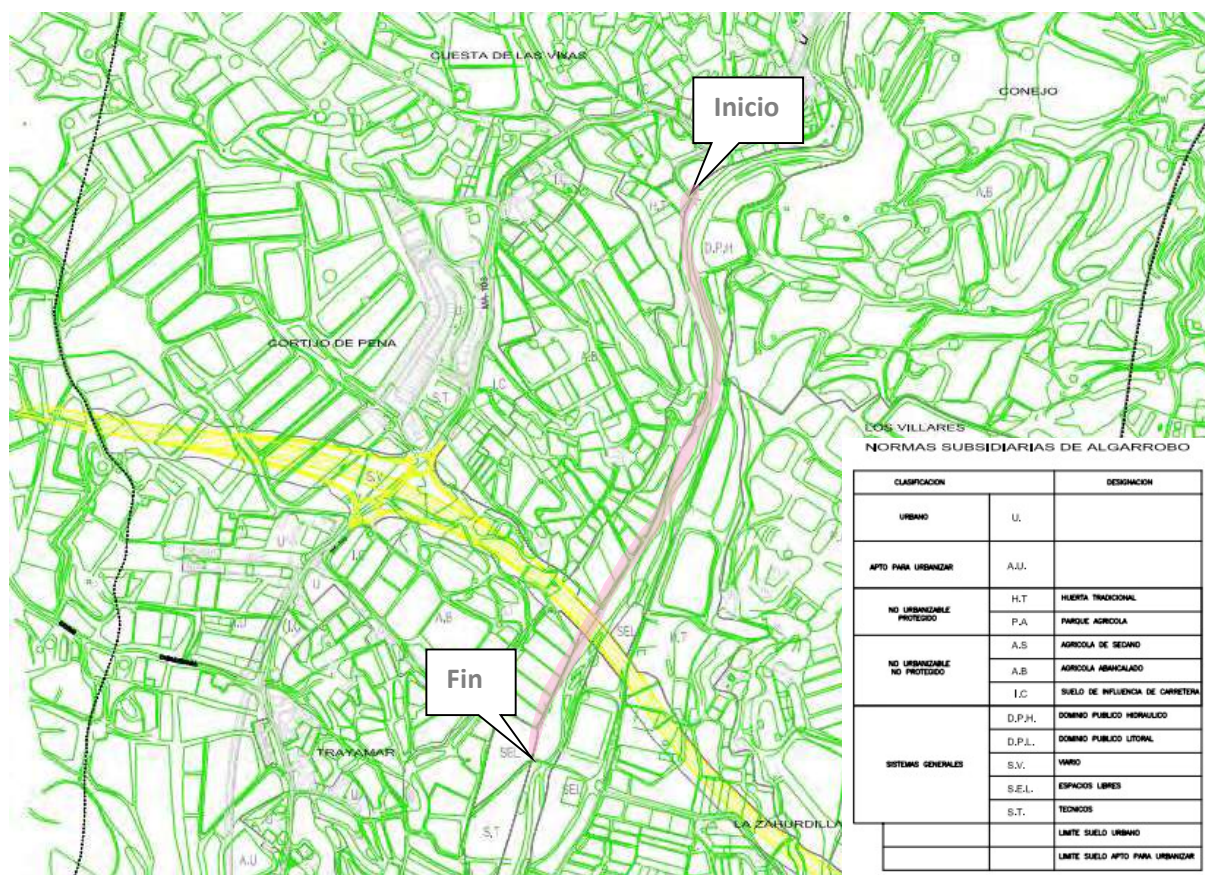 CUESTA DE LAS VIÑAS
CONEJO
Inicio
I.C
I.C
H.T
A.B
D.P.H
MA-103
U
CORTIJO DE PENA
A.B
I.C
S.T
LOS VILLARES
S.V
U
I.C
U
A.U
A.B
SEL
H.T
Fin
TRAYAMAR
SEL
SEL
U
S.T
LA ZAHURDILLA
A.U
NORMAS SUBSIDIARIAS DE ALGARROBO
CLASIFICACION DESIGNACION
URBANO U.
APTO PARA URBANIZAR A.U.
NO URBANIZABLE
PROTEGIDO
H.T HUERTA TRADICIONAL
P.A PARQUE AGRICOLA
NO URBANIZABLE
NO PROTEGIDO
A.S AGRICOLA DE SECANO
A.B AGRICOLA ABANCALADO
I.C SUELO DE INFLUENCIA DE CARRETERA
SISTEMAS GENERALES
D.P.H. DOMINIO PUBLICO HIDRAULICO
D.P.L. DOMINIO PUBLICO LITORAL
S.V. VIARIO
S.E.L. ESPACIOS LIBRES
S.T. TECNICOS
LIMITE SUELO URBANO
LIMITE SUELO APTO PARA URBANIZAR